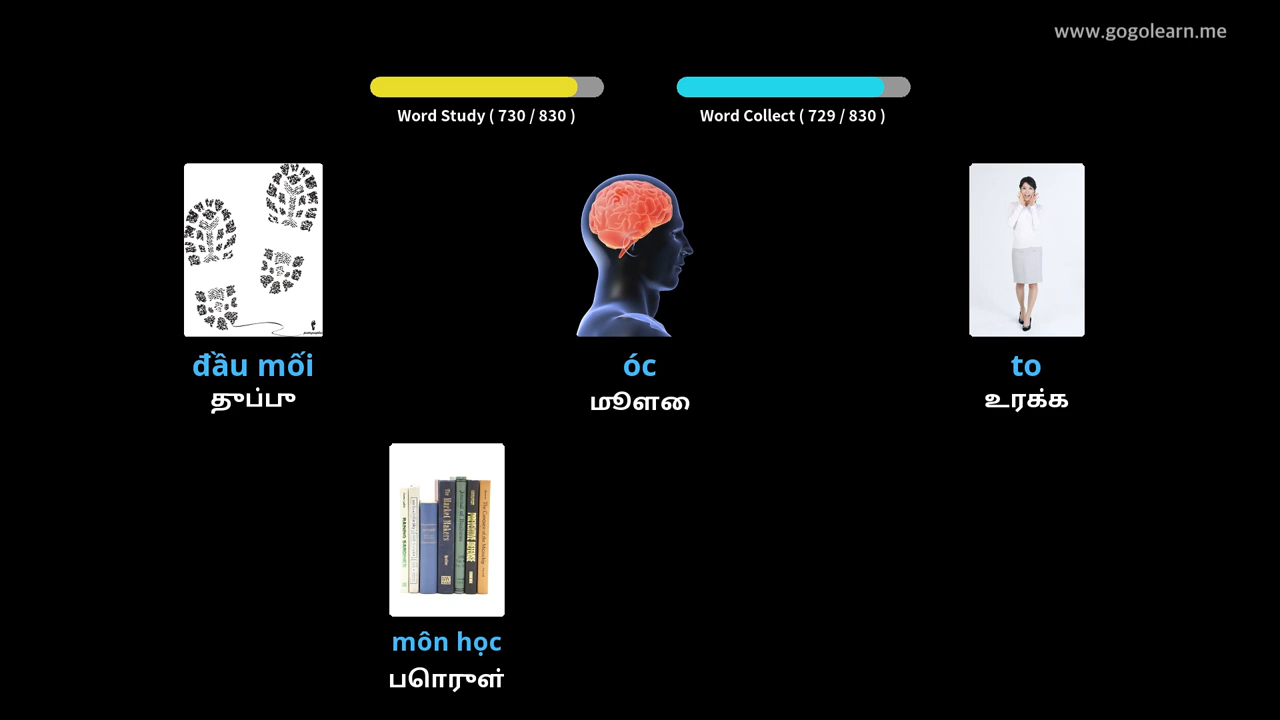 www.gogolearn.me
Word Study ( 730 / 830 )
Word Collect ( 729 / 830 )
đầu mối
துப்பு
óc
மூளை
to
உரக்க
môn học
பொருள்